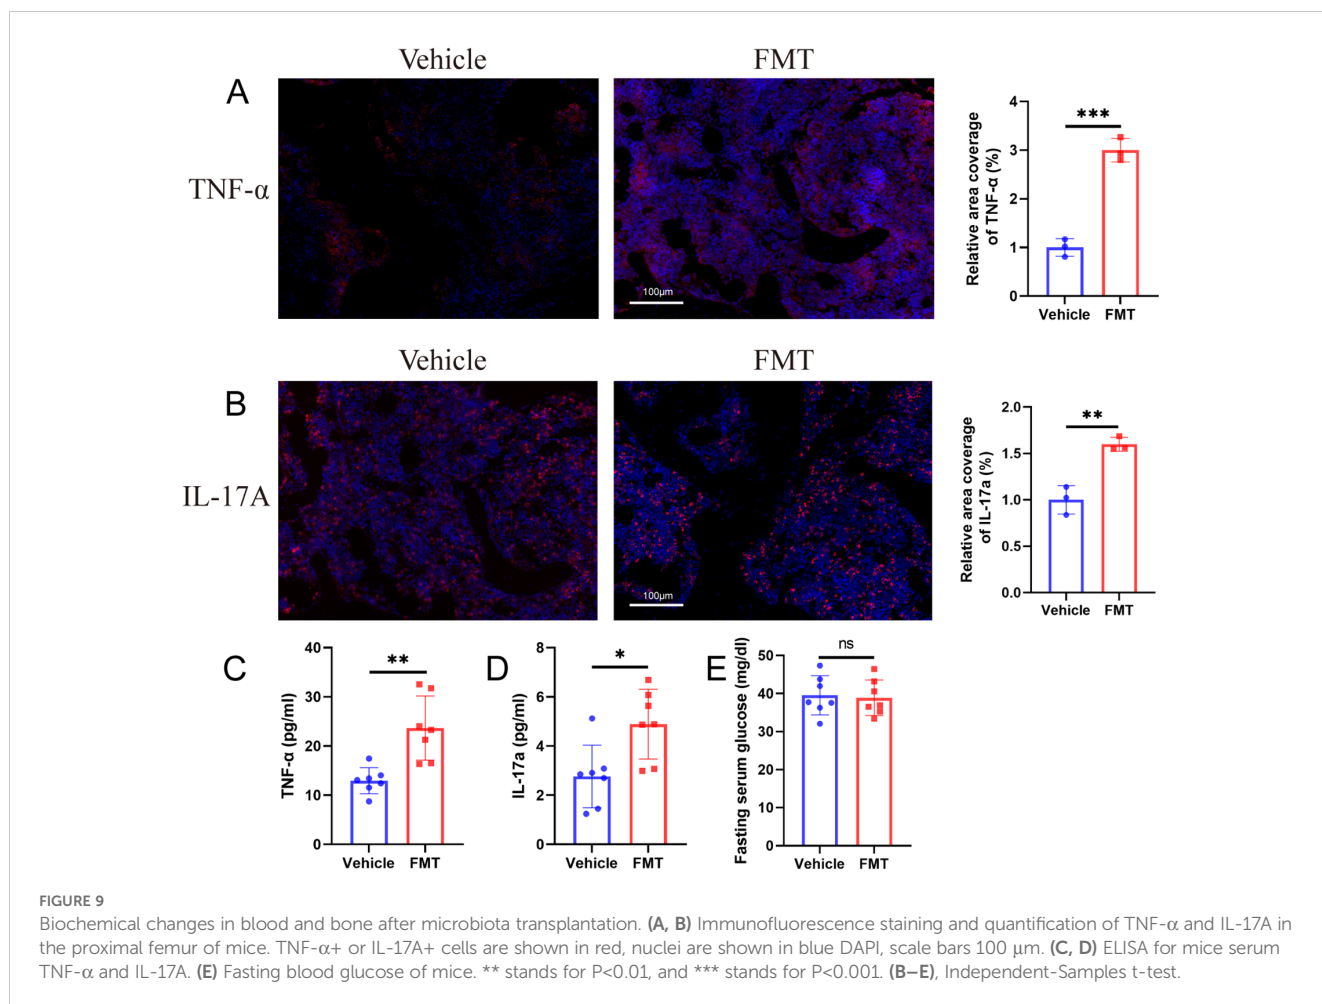 Vehicle FMT
A
TNF-α
100μm
Relative area coverage
of TNF-α (%)
4
3
2
1
0
***
Vehicle FMT
Vehicle FMT
B
IL-17A
100μm
Relative area coverage
of IL-17a (%)
2.0
1.5
1.0
0.5
0.0
**
Vehicle FMT
C
TNF-α (pg/ml)
40
30
20
10
0
**
Vehicle FMT
D
IL-17a (pg/ml)
8
6
4
2
0
*
Vehicle FMT
E
Fasting serum glucose (mg/dl)
50
40
30
20
10
0
ns
Vehicle FMT
FIGURE 9
Biochemical changes in blood and bone after microbiota transplantation. (A, B) Immunofluorescence staining and quantification of TNF-α and IL-17A in
the proximal femur of mice. TNF-α+ or IL-17A+ cells are shown in red, nuclei are shown in blue DAPI, scale bars 100 μm. (C, D) ELISA for mice serum
TNF-α and IL-17A. (E) Fasting blood glucose of mice. ** stands for P<0.01, and *** stands for P<0.001. (B–E), Independent-Samples t-test.